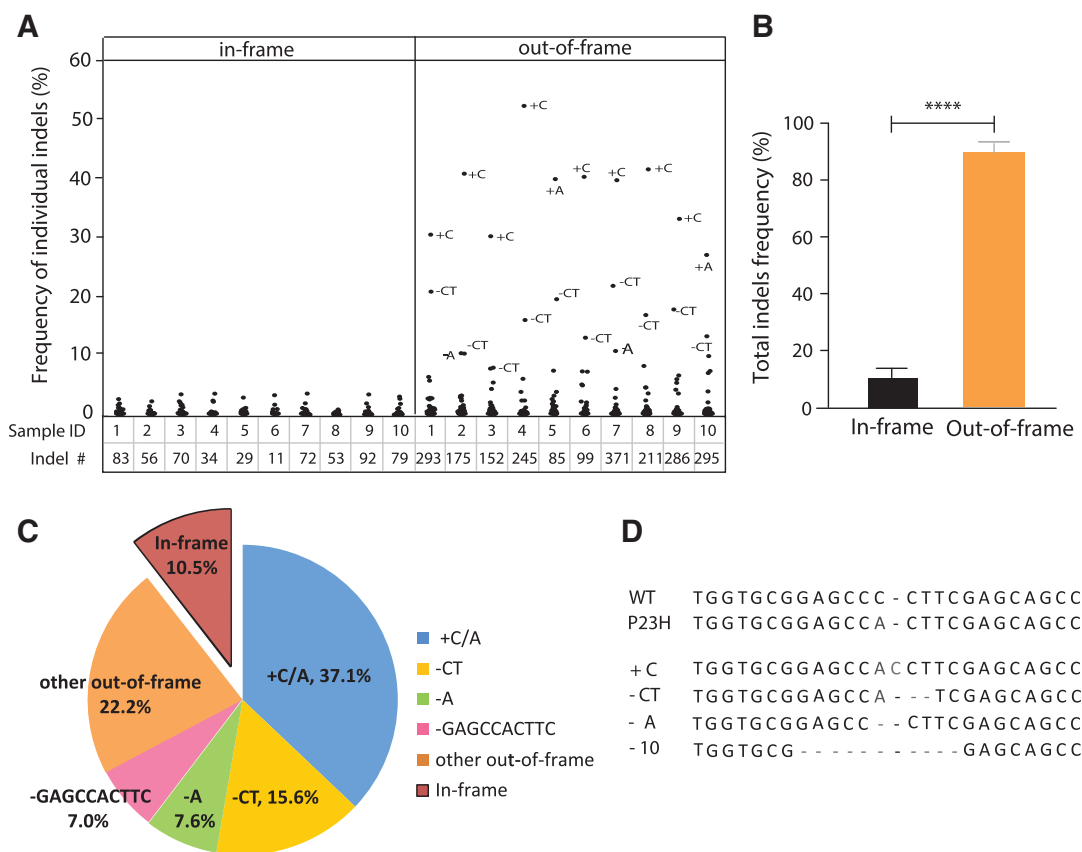 A
in-frame out-of-frame
Frequency of individual indels (%)
60
50
40
30
20
10
0
+C
+C
+C
+C
+C
+C
+A
+C
+C
+A
-CT
-CT
-CT
-CT
-CT
-CT
-CT
-CT
-CT
-CT
-A
-A
Sample ID 1 2 3 4 5 6 7 8 9 10 1 2 3 4 5 6 7 8 9 10
Indel # 83 56 70 34 29 11 72 53 92 79 293 175 152 245 85 99 371 211 286 295
B
Total indels frequency (%)
100
80
60
40
20
0
****
In-frame Out-of-frame
C
In-frame
10.5%
+C/A, 37.1%
other out-of-frame
22.2%
-GAGCCACTTC
7.0%
-A
7.6%
-CT, 15.6%
+C/A
-CT
-A
-GAGCCACTTC
other out-of-frame
In-frame
D
WT TGGTGCGGAGCCC-CTTCGAGCAGCC
P23H TGGTGCGGAGCCA-CTTCGAGCAGCC
+C TGGTGCGGAGCCACCTTCGAGCAGCC
-CT TGGTGCGGAGCCA---TCGAGCAGCC
- A TGGTGCGGAGCC--CTTCGAGCAGCC
- 10 TGGTGCG-----------GAGCAGCC